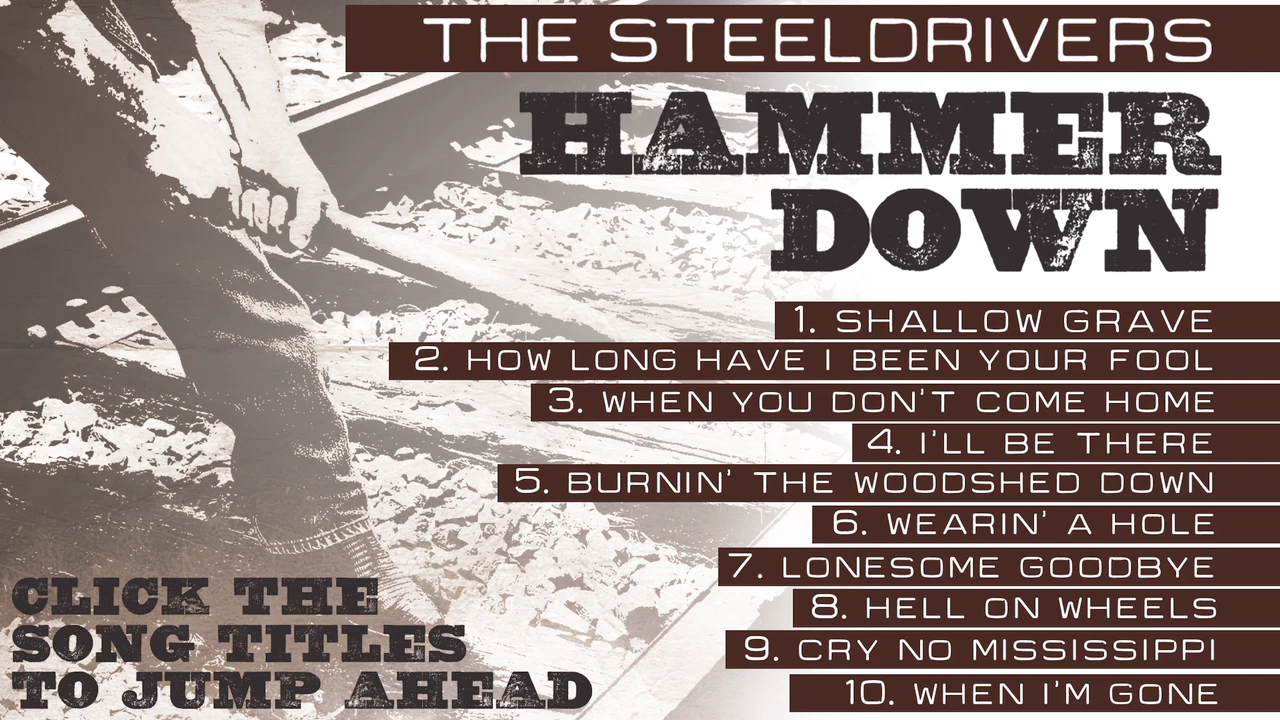 THE STEELDRIVERS
HAMMER
DOWN
1. SHALLOW GRAVE
2. HOW LONG HAVE I BEEN YOUR FOOL
3. WHEN YOU DON'T COME HOME
4. I'LL BE THERE
5. BURNIN' THE WOODSHED DOWN
6. WEARIN' A HOLE
7. LONESOME GOODBYE
8. HELL ON WHEELS
9. CRY NO MISSISSIPPI
10. WHEN I'M GONE
CLICK THE
SONG TITLES
TO JUMP AHEAD